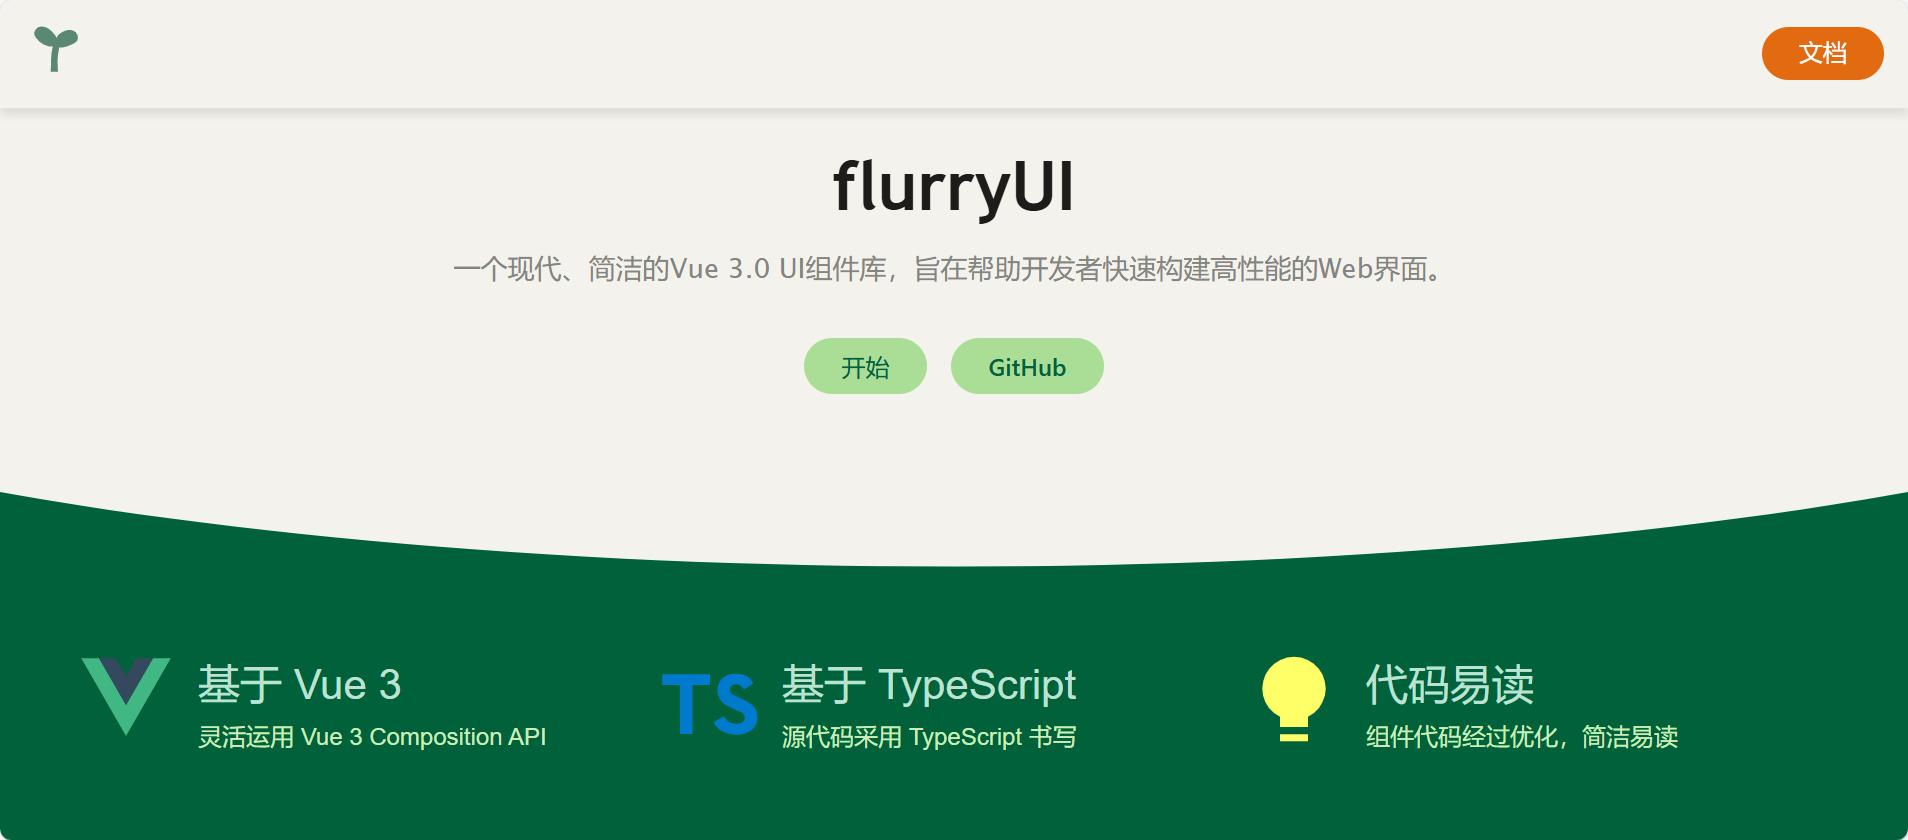 文档
flurryUI
一个现代、简洁的Vue 3.0 UI组件库，旨在帮助开发者快速构建高性能的Web界面。
开始
GitHub
基于 Vue 3
灵活运用 Vue 3 Composition API
TS
基于 TypeScript
源代码采用 TypeScript 书写
代码易读
组件代码经过优化，简洁易读